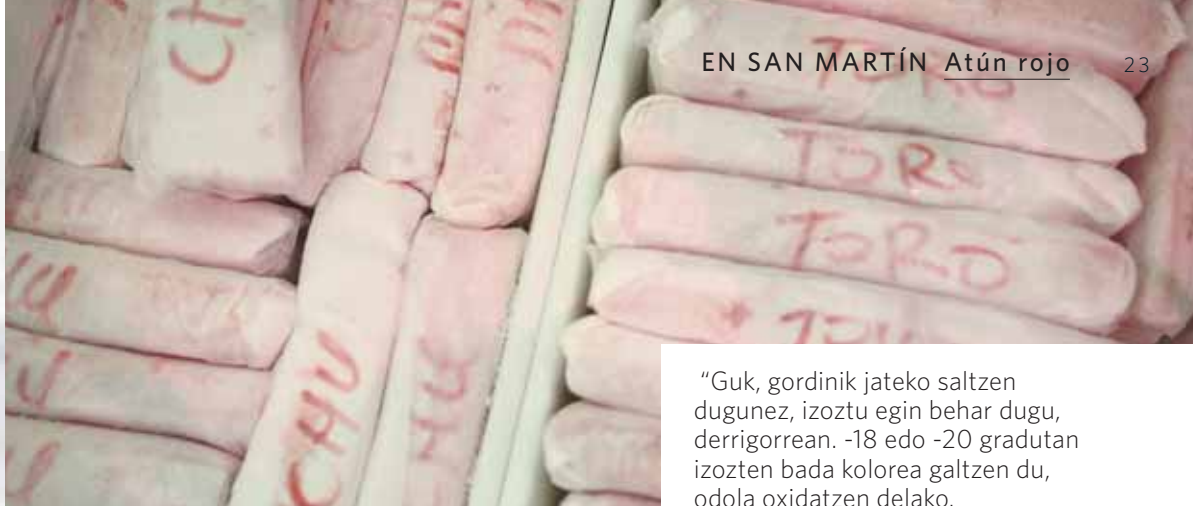 EN SAN MARTÍN Atún rojo 23
TORO
TORO
TORO
CHU
“Guk, gordinik jateko saltzen
dugunez, izoztu egin behar dugu,
derrigorrean. -18 edo -20 gradutan
izozten bada kolorea galtzen du,
odola oxidatzen delako.